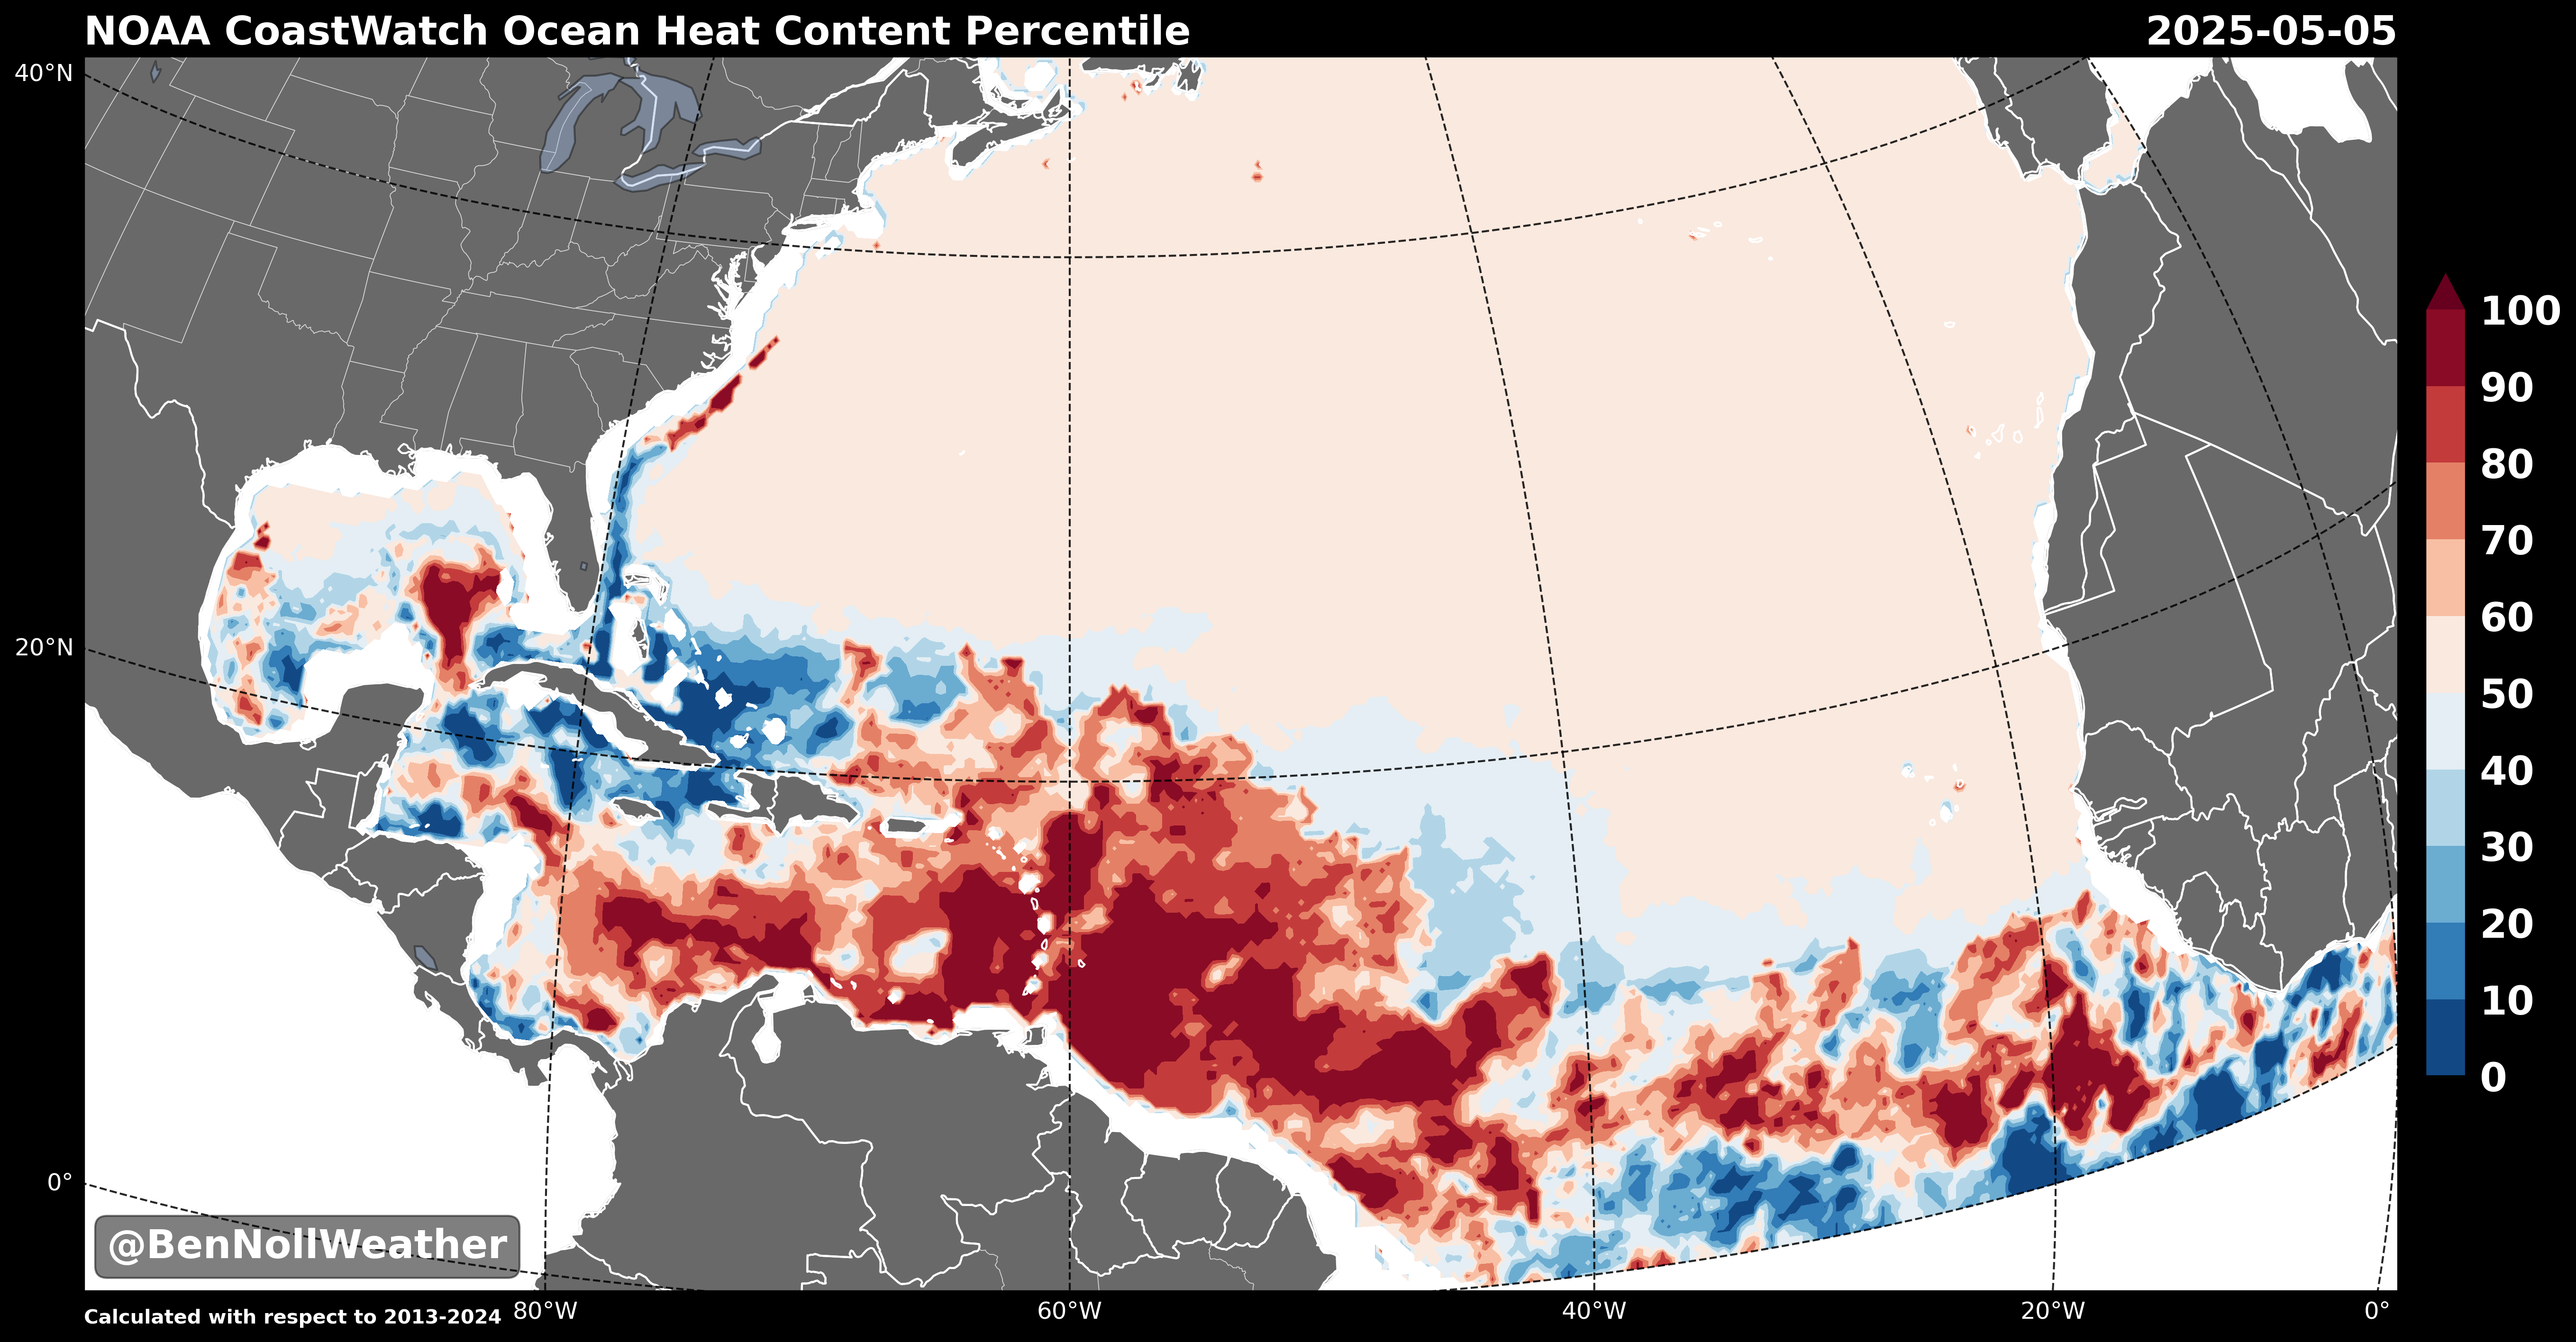 NOAA CoastWatch Ocean Heat Content Percentile
2025-05-05
40°N
20°N
0°
100
90
80
70
60
50
40
30
20
10
0
@BenNollWeather
Calculated with respect to 2013-2024
80°W
60°W
40°W
20°W
0°